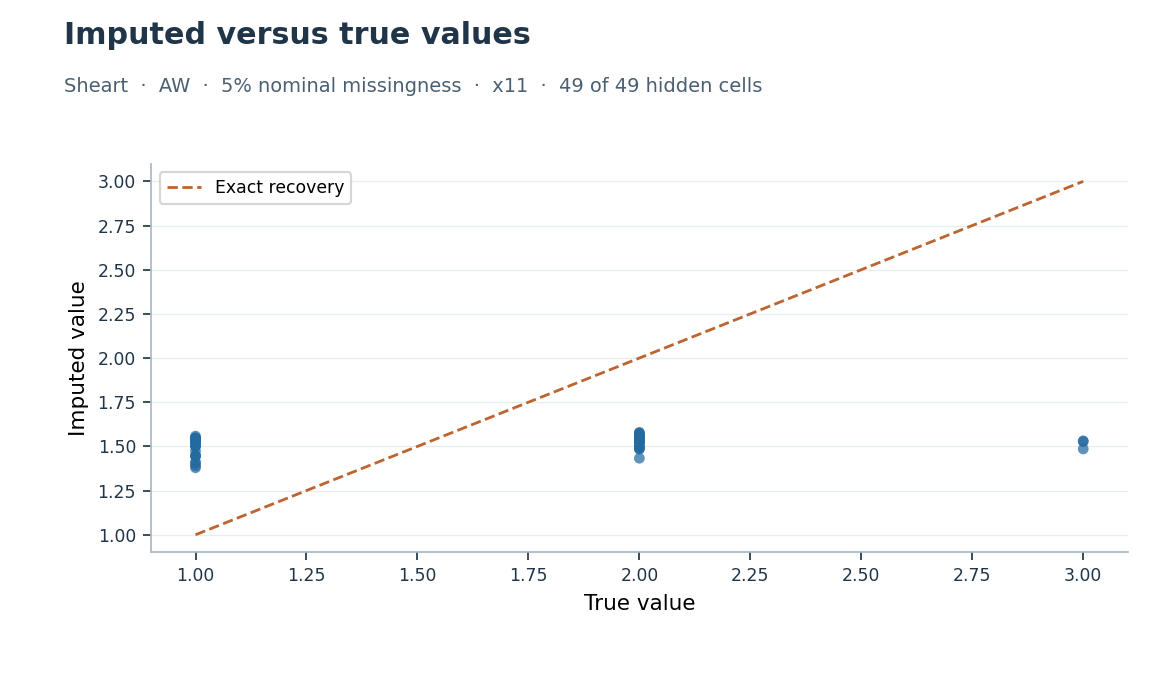 Imputed versus true values
Sheart · AW · 5% nominal missingness · x11 · 49 of 49 hidden cells
Exact recovery
3.00
2.75
2.50
2.25
2.00
1.75
1.50
1.25
1.00
Imputed value
1.00 1.25 1.50 1.75 2.00 2.25 2.50 2.75 3.00
True value